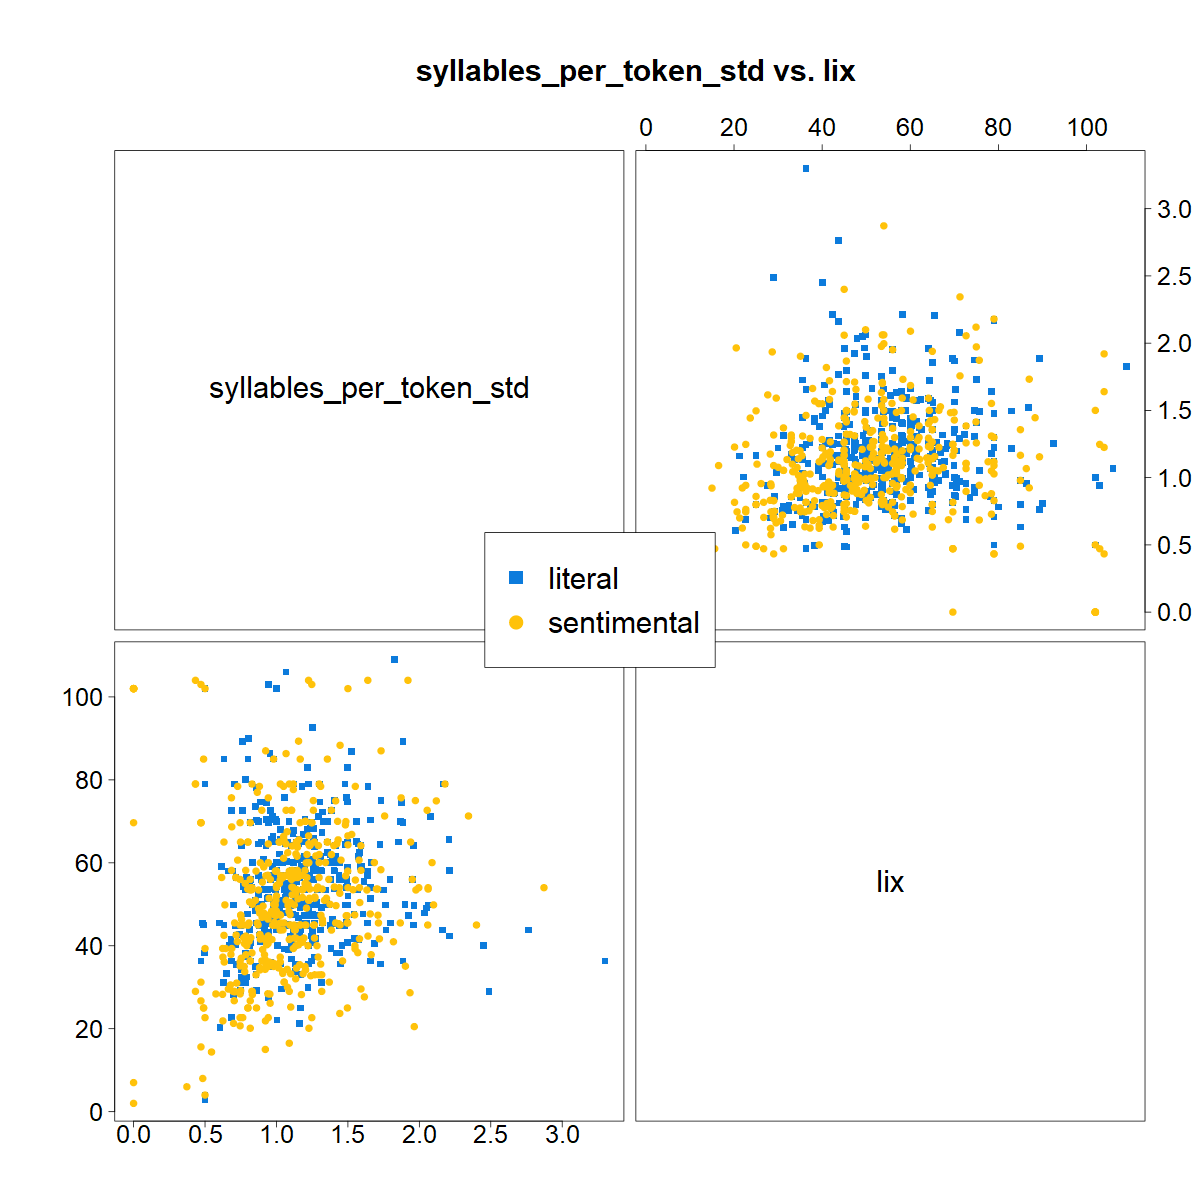 syllables_per_token_std vs. lix
0 20 40 60 80 100
syllables_per_token_std
3.0
2.5
2.0
1.5
1.0
0.5
0.0
literal
sentimental
100
80
60
40
20
0
lix
0.0 0.5 1.0 1.5 2.0 2.5 3.0